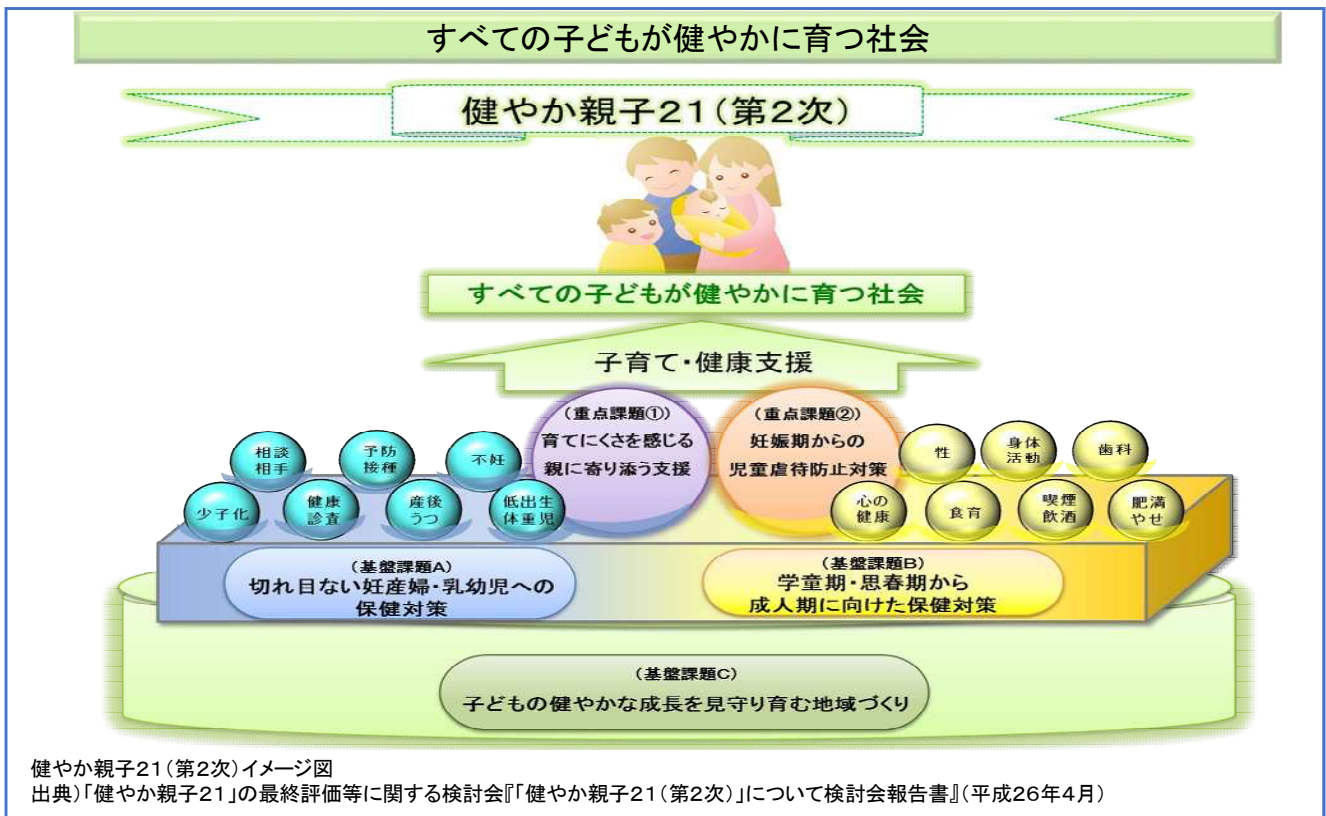 すべての子どもが健やかに育つ社会
健やか親子21(第2次)
すべての子どもが健やかに育つ社会
子育て・健康支援
(重点課題①)
育てにくさを感じる
親に寄り添う支援
(重点課題②)
妊娠期からの
児童虐待防止対策
相談
相手
予防
接種
不妊
少子化
健康
診査
産後
うつ
低出生
体重児
性
身体
活動
歯科
心の
健康
食育
喫煙
飲酒
肥満
やせ
(基盤課題A)
切れ目ない妊産婦・乳幼児への
保健対策
(基盤課題B)
学童期・思春期から
成人期に向けた保健対策
(基盤課題C)
子どもの健やかな成長を見守り育む地域づくり
健やか親子21(第2次)イメージ図
出典)「健やか親子21」の最終評価等に関する検討会『「健やか親子21(第2次)」について検討会報告書』(平成26年4月)